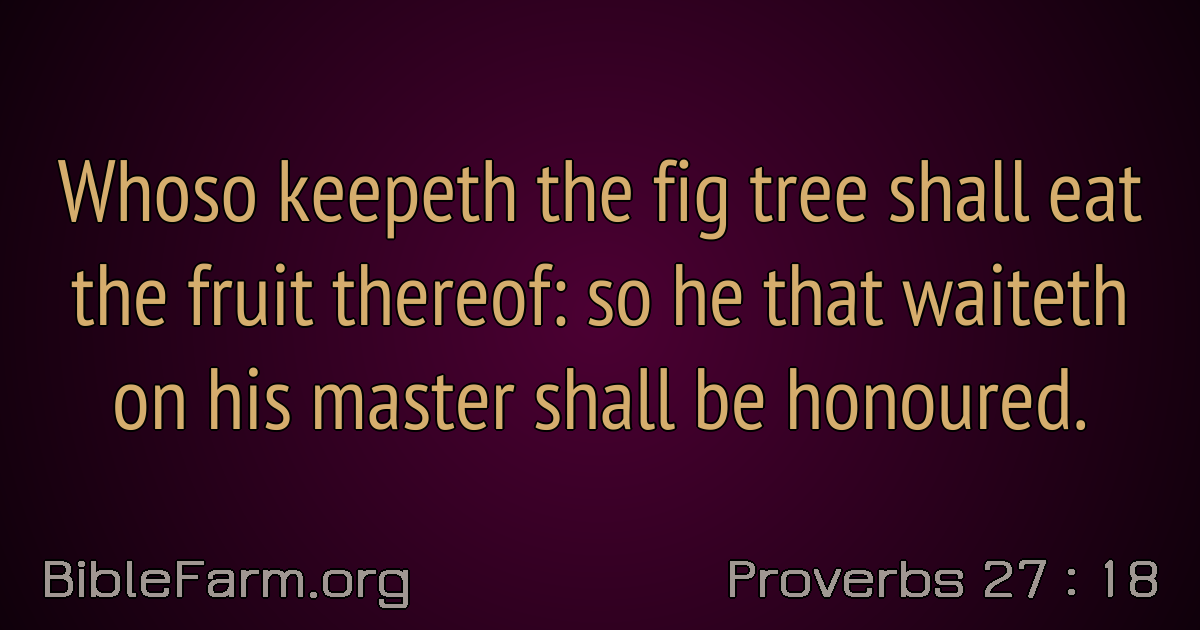 Whoso keepeth the fig tree shall eat
the fruit thereof: so he that waiteth
on his master shall be honoured.
BibleFarm.org
Proverbs 27 : 18